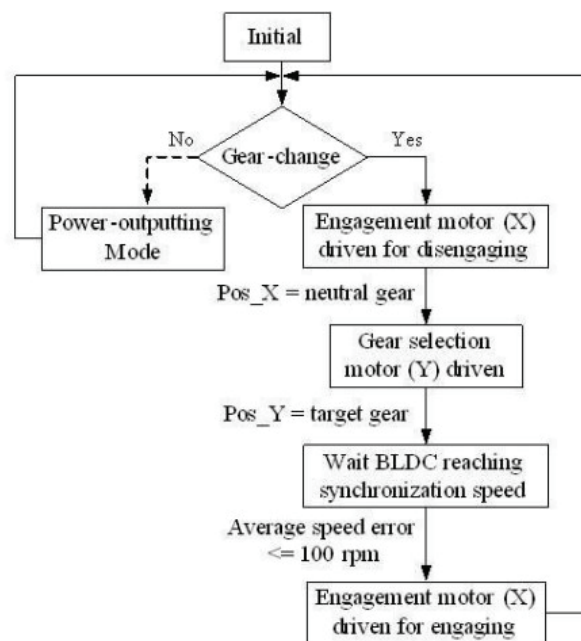 Initial
Gear-change
No
Yes
Power-outputting
Mode
Engagement motor (X)
driven for disengaging
Pos_X = neutral gear
Gear selection
motor (Y) driven
Pos_Y = target gear
Wait BLDC reaching
synchronization speed
Average speed error
<= 100 rpm
Engagement motor (X)
driven for engaging